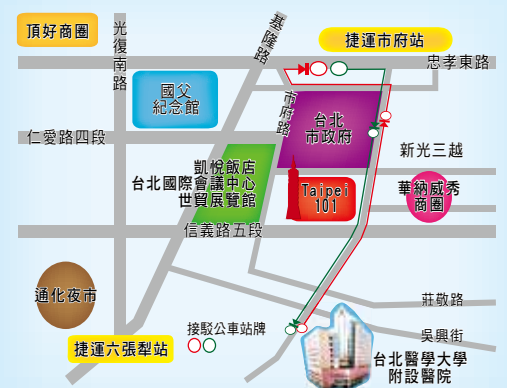 頂好商圈
光復南路
基隆路
捷運市府站
忠孝東路
國父
紀念館
市府路
台北
市政府
仁愛路四段
新光三越
凱悅飯店
台北國際會議中心
世貿展覽館
Taipei
101
華納威秀
商圈
信義路五段
通化夜市
莊敬路
接駁公車站牌
吳興街
捷運六張犁站
台北醫學大學
附設醫院